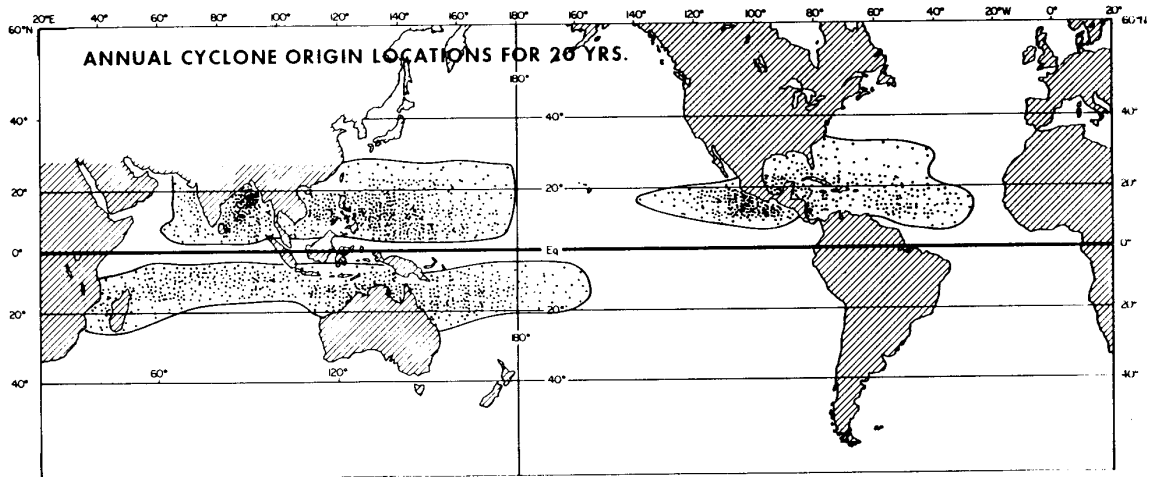 20°E 40° 60° 80° 100° 120° 140° 160° 180° 160° 140° 120° 100° 80° 60° 40° 20°W 0° 20°
60°N 60°N
ANNUAL CYCLONE ORIGIN LOCATIONS FOR 20 YRS.
180°
40° 40° 40°
20° 20° 20°
0° Eq 0°
20° 20° 20°
180°
60° 120°
40° 40° 40°